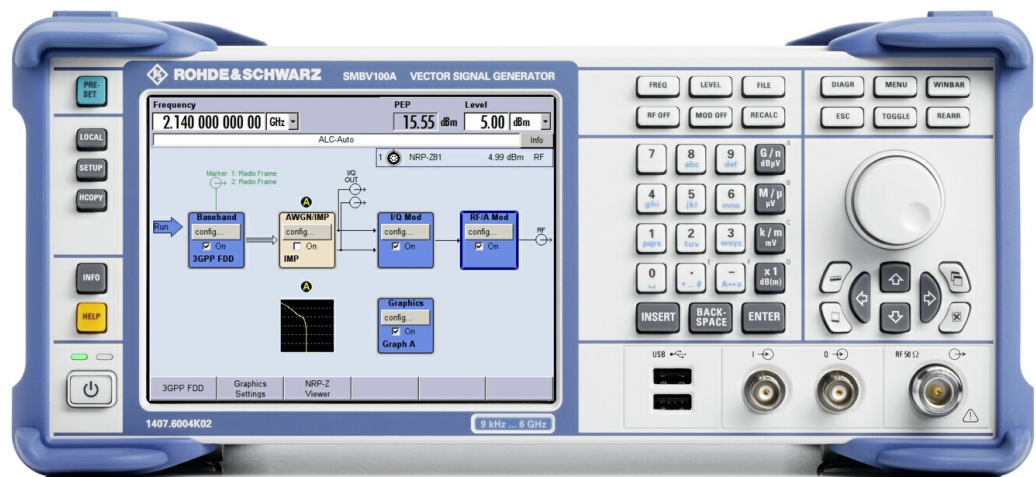 ROHDE&SCHWARZ SMBV100A VECTOR SIGNAL GENERATOR
PRE-
SET
LOCAL
SETUP
HCOPY
INFO
HELP
Frequency PEP Level
2.140 000 000 00 GHz 15.55 dBm 5.00 dBm
ALC-Auto Info
1 NRP-Z81 4.99 dBm RF
Marker 1: Radio Frame
2: Radio Frame
I/Q
OUT
A
Run
Baseband
config...
On
3GPP FDD
AWGN/IMP
config...
On
IMP
I/Q Mod
config...
On
RF/A Mod
config...
On
RF
A
Graphics
config...
On
Graph A
3GPP FDD
Graphics
Settings
NRP-Z
Viewer
1407.6004K02 9 kHz ... 6 GHz
FREQ LEVEL FILE
RF OFF MOD OFF RECALC
DIAGR MENU WINBAR
ESC TOGGLE REARR
7 8 abc 9 def G / n dBµV A
4 ghi 5 jkl 6 mno M / µ µV B
1 pqrs 2 tuv 3 wxyz k / m mV C
0 . * ... # E - A↔a F x 1 dB(m) D
INSERT BACK-
SPACE ENTER
USB I Q RF 50 Ω